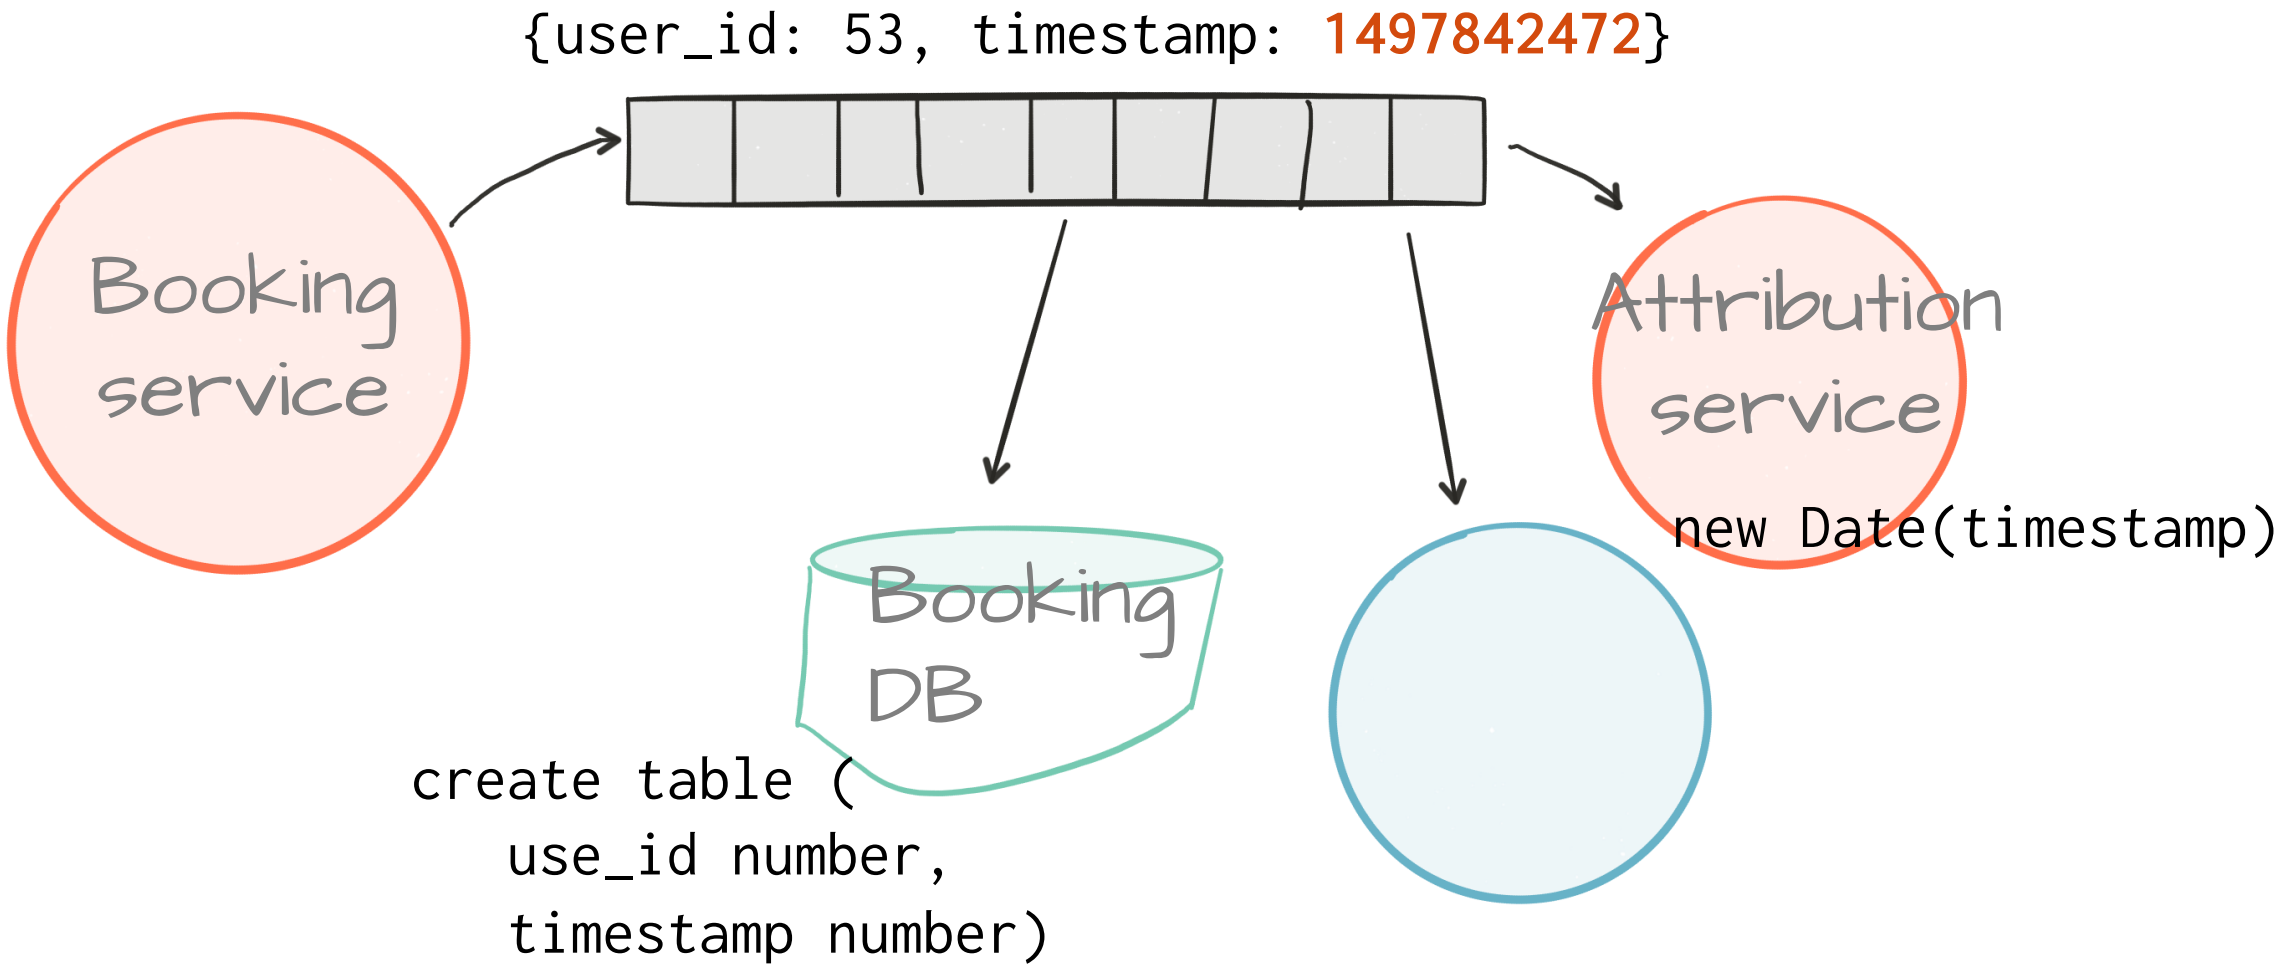 {user_id: 53, timestamp: 1497842472}
Booking
service
Attribution
service
new Date(timestamp)
Booking
DB
create table (
use_id number,
timestamp number)